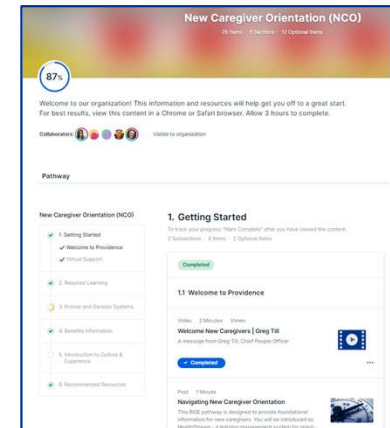 New Caregiver Orientation (NCO)
26 Items · 6 Sections · 12 Optional Items
87%
Welcome to our organization! This information and resources will help get you off to a great start.
For best results, view this content in a Chrome or Safari browser. Allow 3 hours to complete.
Collaborators
Visible to organization
Pathway
New Caregiver Orientation (NCO)
1. Getting Started
Welcome to Providence
Virtual Support
2. Required Learning
3. Kronos and Genesis Systems
4. Benefits Information
5. Introduction to Culture &
Experience
6. Recommended Resources
1. Getting Started
To track your progress "Mark Complete" after you have viewed the content.
2 Subsections · 6 Items · 2 Optional Items
Completed
1.1 Welcome to Providence
Video 2 Minutes Vimeo
Welcome New Caregivers | Greg Till
A message from Greg Till, Chief People Officer
Completed
Post 1 Minute
Navigating New Caregiver Orientation
This RGE pathway is designed to provide foundational
information for new caregivers. You will be introduced to